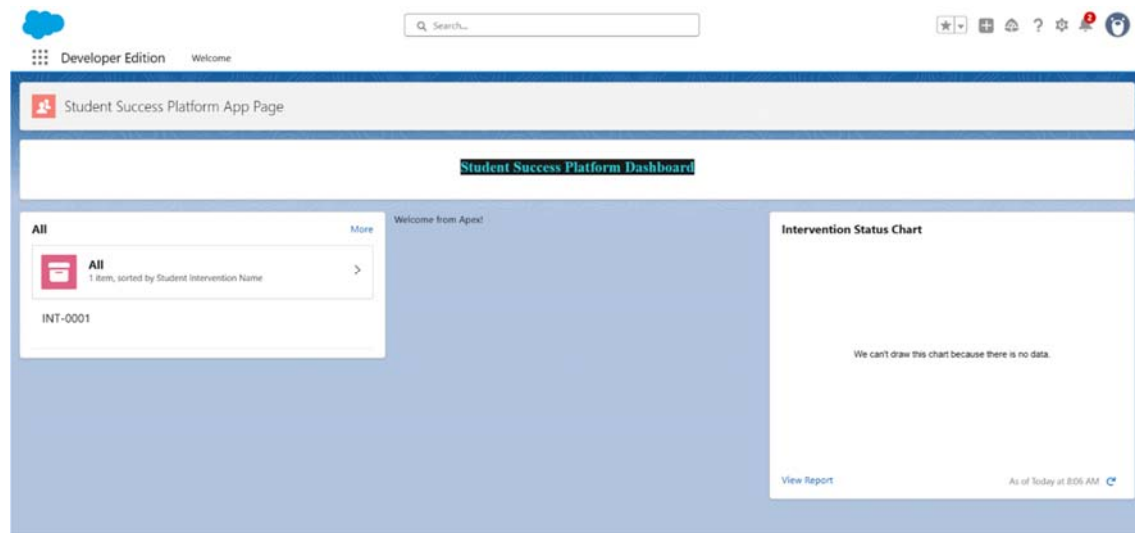 Search...
2
Developer Edition Welcome
Student Success Platform App Page
Student Success Platform Dashboard
All More
All
1 item, sorted by Student Intervention Name
INT-0001
Welcome from Apex!
Intervention Status Chart
We can't draw this chart because there is no data.
View Report As of Today at 8:06 AM